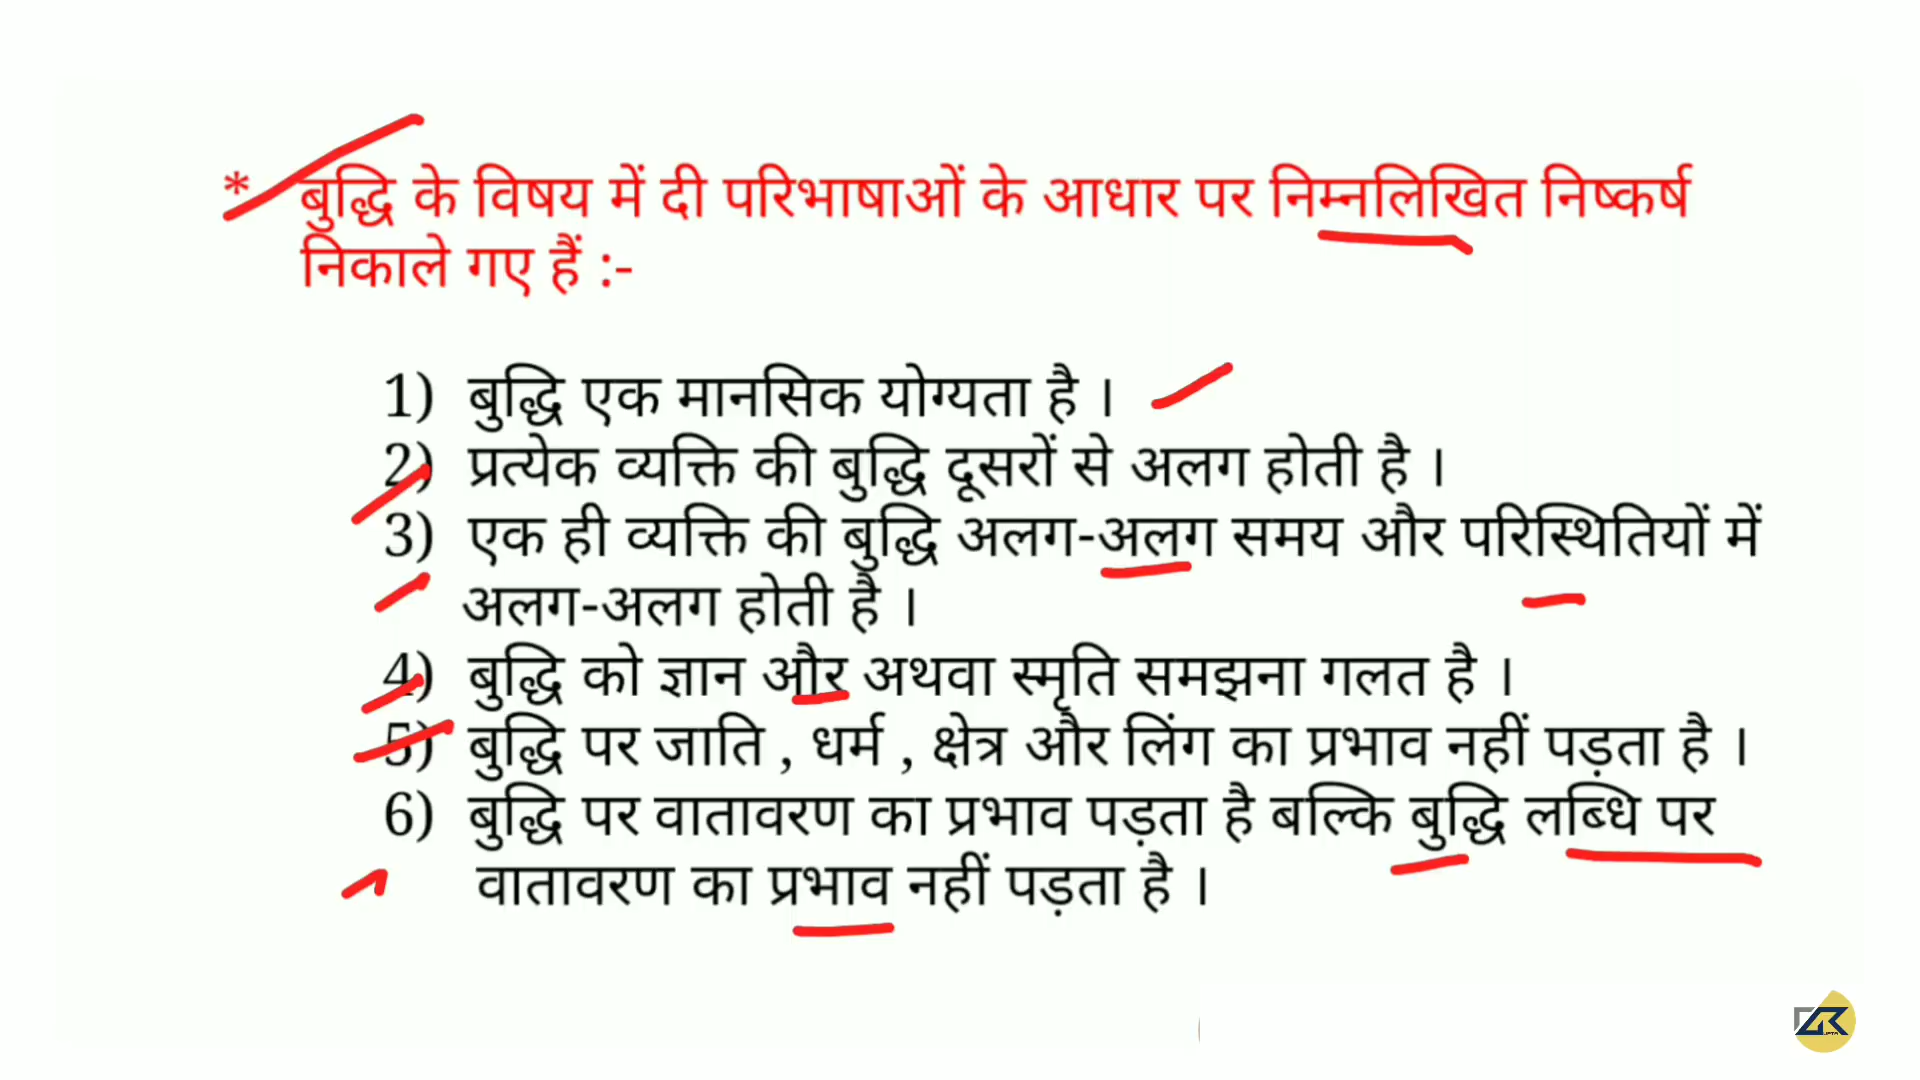 * बुद्धि के विषय में दी परिभाषाओं के आधार पर निम्नलिखित निष्कर्ष
निकाले गए हैं :-
1) बुद्धि एक मानसिक योग्यता है ।
2) प्रत्येक व्यक्ति की बुद्धि दूसरों से अलग होती है ।
3) एक ही व्यक्ति की बुद्धि अलग-अलग समय और परिस्थितियों में
अलग-अलग होती है ।
4) बुद्धि को ज्ञान और अथवा स्मृति समझना गलत है ।
5) बुद्धि पर जाति , धर्म , क्षेत्र और लिंग का प्रभाव नहीं पड़ता है ।
6) बुद्धि पर वातावरण का प्रभाव पड़ता है बल्कि बुद्धि लब्धि पर
वातावरण का प्रभाव नहीं पड़ता है ।